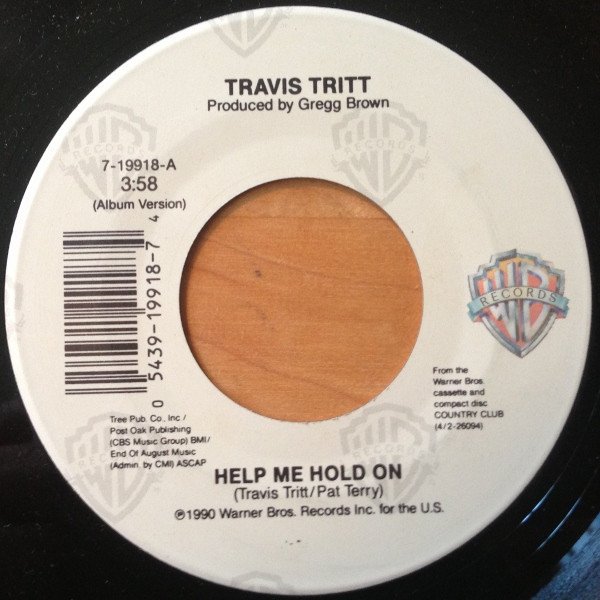 TRAVIS TRITT
Produced by Gregg Brown
7-19918-A
3:58
(Album Version)
0 5439-19918-7 4
WB
RECORDS
From the
Warner Bros.
cassette and
compact disc
COUNTRY CLUB
(4/2-26094)
Tree Pub. Co., Inc./
Post Oak Publishing
(CBS Music Group) BMI/
End Of August Music
(Admin. by CMI) ASCAP
HELP ME HOLD ON
(Travis Tritt/Pat Terry)
℗1990 Warner Bros. Records Inc. for the U.S.